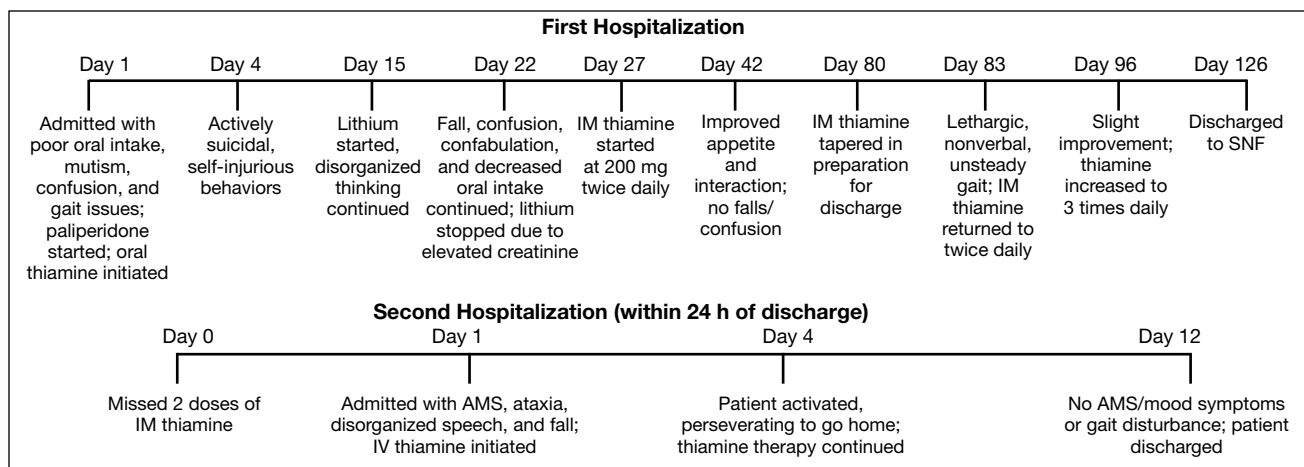 First Hospitalization
Day 1
Day 4
Day 15
Day 22
Day 27
Day 42
Day 80
Day 83
Day 96
Day 126
Admitted with
poor oral intake,
mutism,
confusion, and
gait issues;
paliperidone
started; oral
thiamine initiated
Actively
suicidal,
self-injurious
behaviors
Lithium
started,
disorganized
thinking
continued
Fall, confusion,
confabulation,
and decreased
oral intake
continued; lithium
stopped due to
elevated creatinine
IM thiamine
started
at 200 mg
twice daily
Improved
appetite
and
interaction;
no falls/
confusion
IM thiamine
tapered in
preparation
for
discharge
Lethargic,
nonverbal,
unsteady
gait; IM
thiamine
returned to
twice daily
Slight
improvement;
thiamine
increased to
3 times daily
Discharged
to SNF
Second Hospitalization (within 24 h of discharge)
Day 0
Day 1
Day 4
Day 12
Missed 2 doses of
IM thiamine
Admitted with AMS, ataxia,
disorganized speech, and fall;
IV thiamine initiated
Patient activated,
perseverating to go home;
thiamine therapy continued
No AMS/mood symptoms
or gait disturbance; patient
discharged